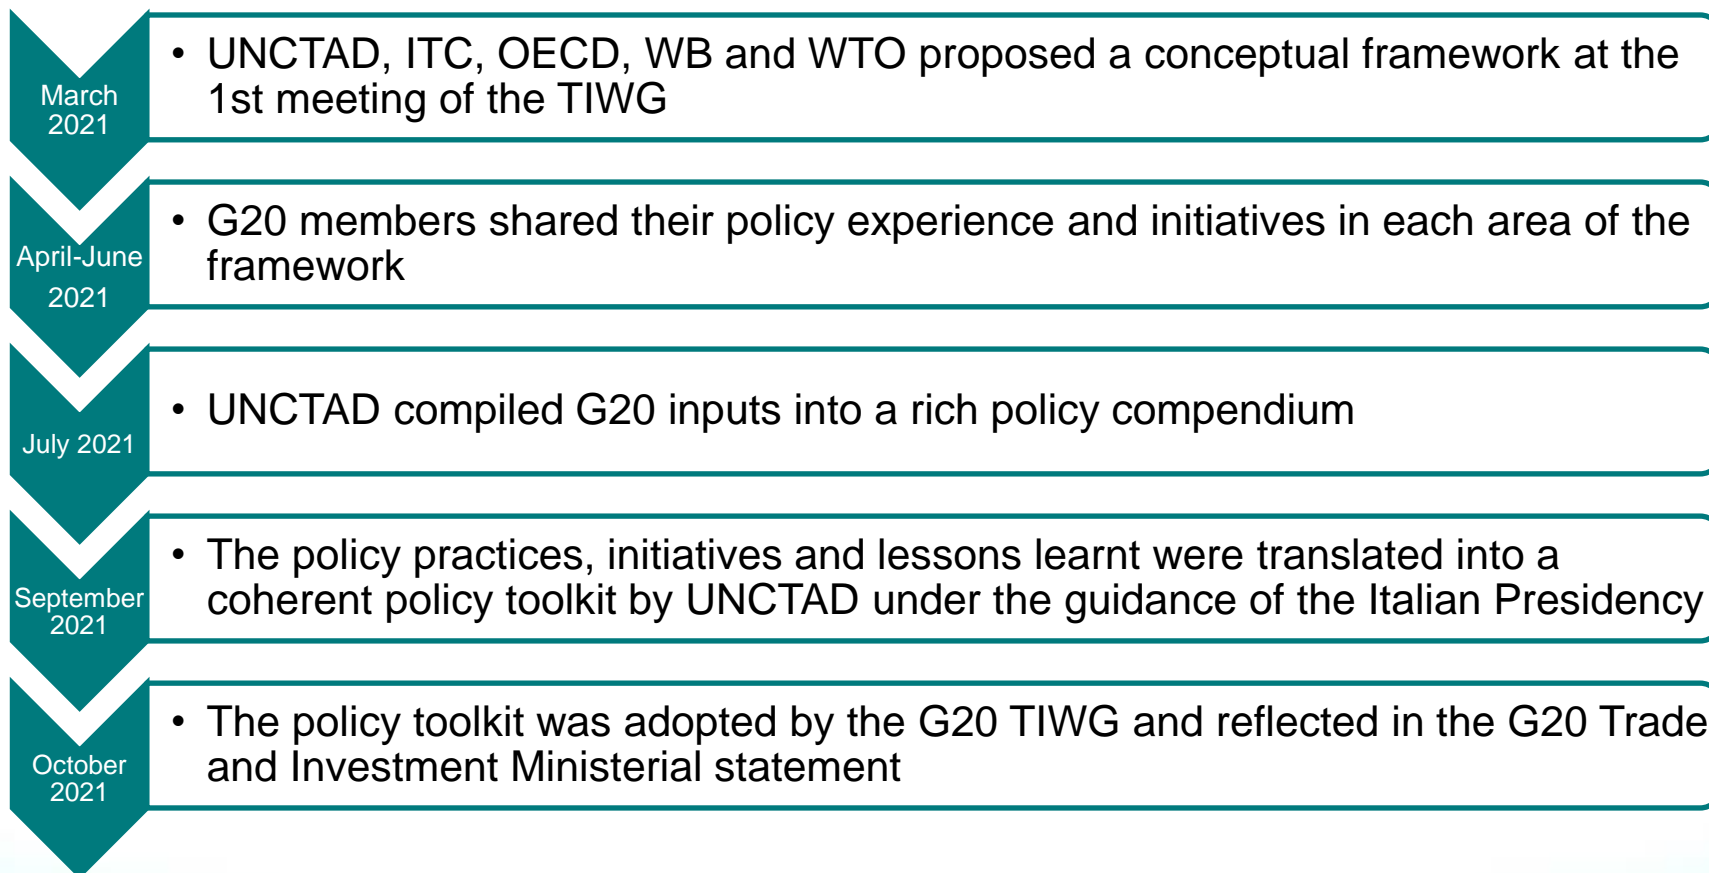 March
2021
• UNCTAD, ITC, OECD, WB and WTO proposed a conceptual framework at the
1st meeting of the TIWG
April-June
2021
• G20 members shared their policy experience and initiatives in each area of the
framework
July 2021
• UNCTAD compiled G20 inputs into a rich policy compendium
September
2021
• The policy practices, initiatives and lessons learnt were translated into a
coherent policy toolkit by UNCTAD under the guidance of the Italian Presidency
October
2021
• The policy toolkit was adopted by the G20 TIWG and reflected in the G20 Trade
and Investment Ministerial statement